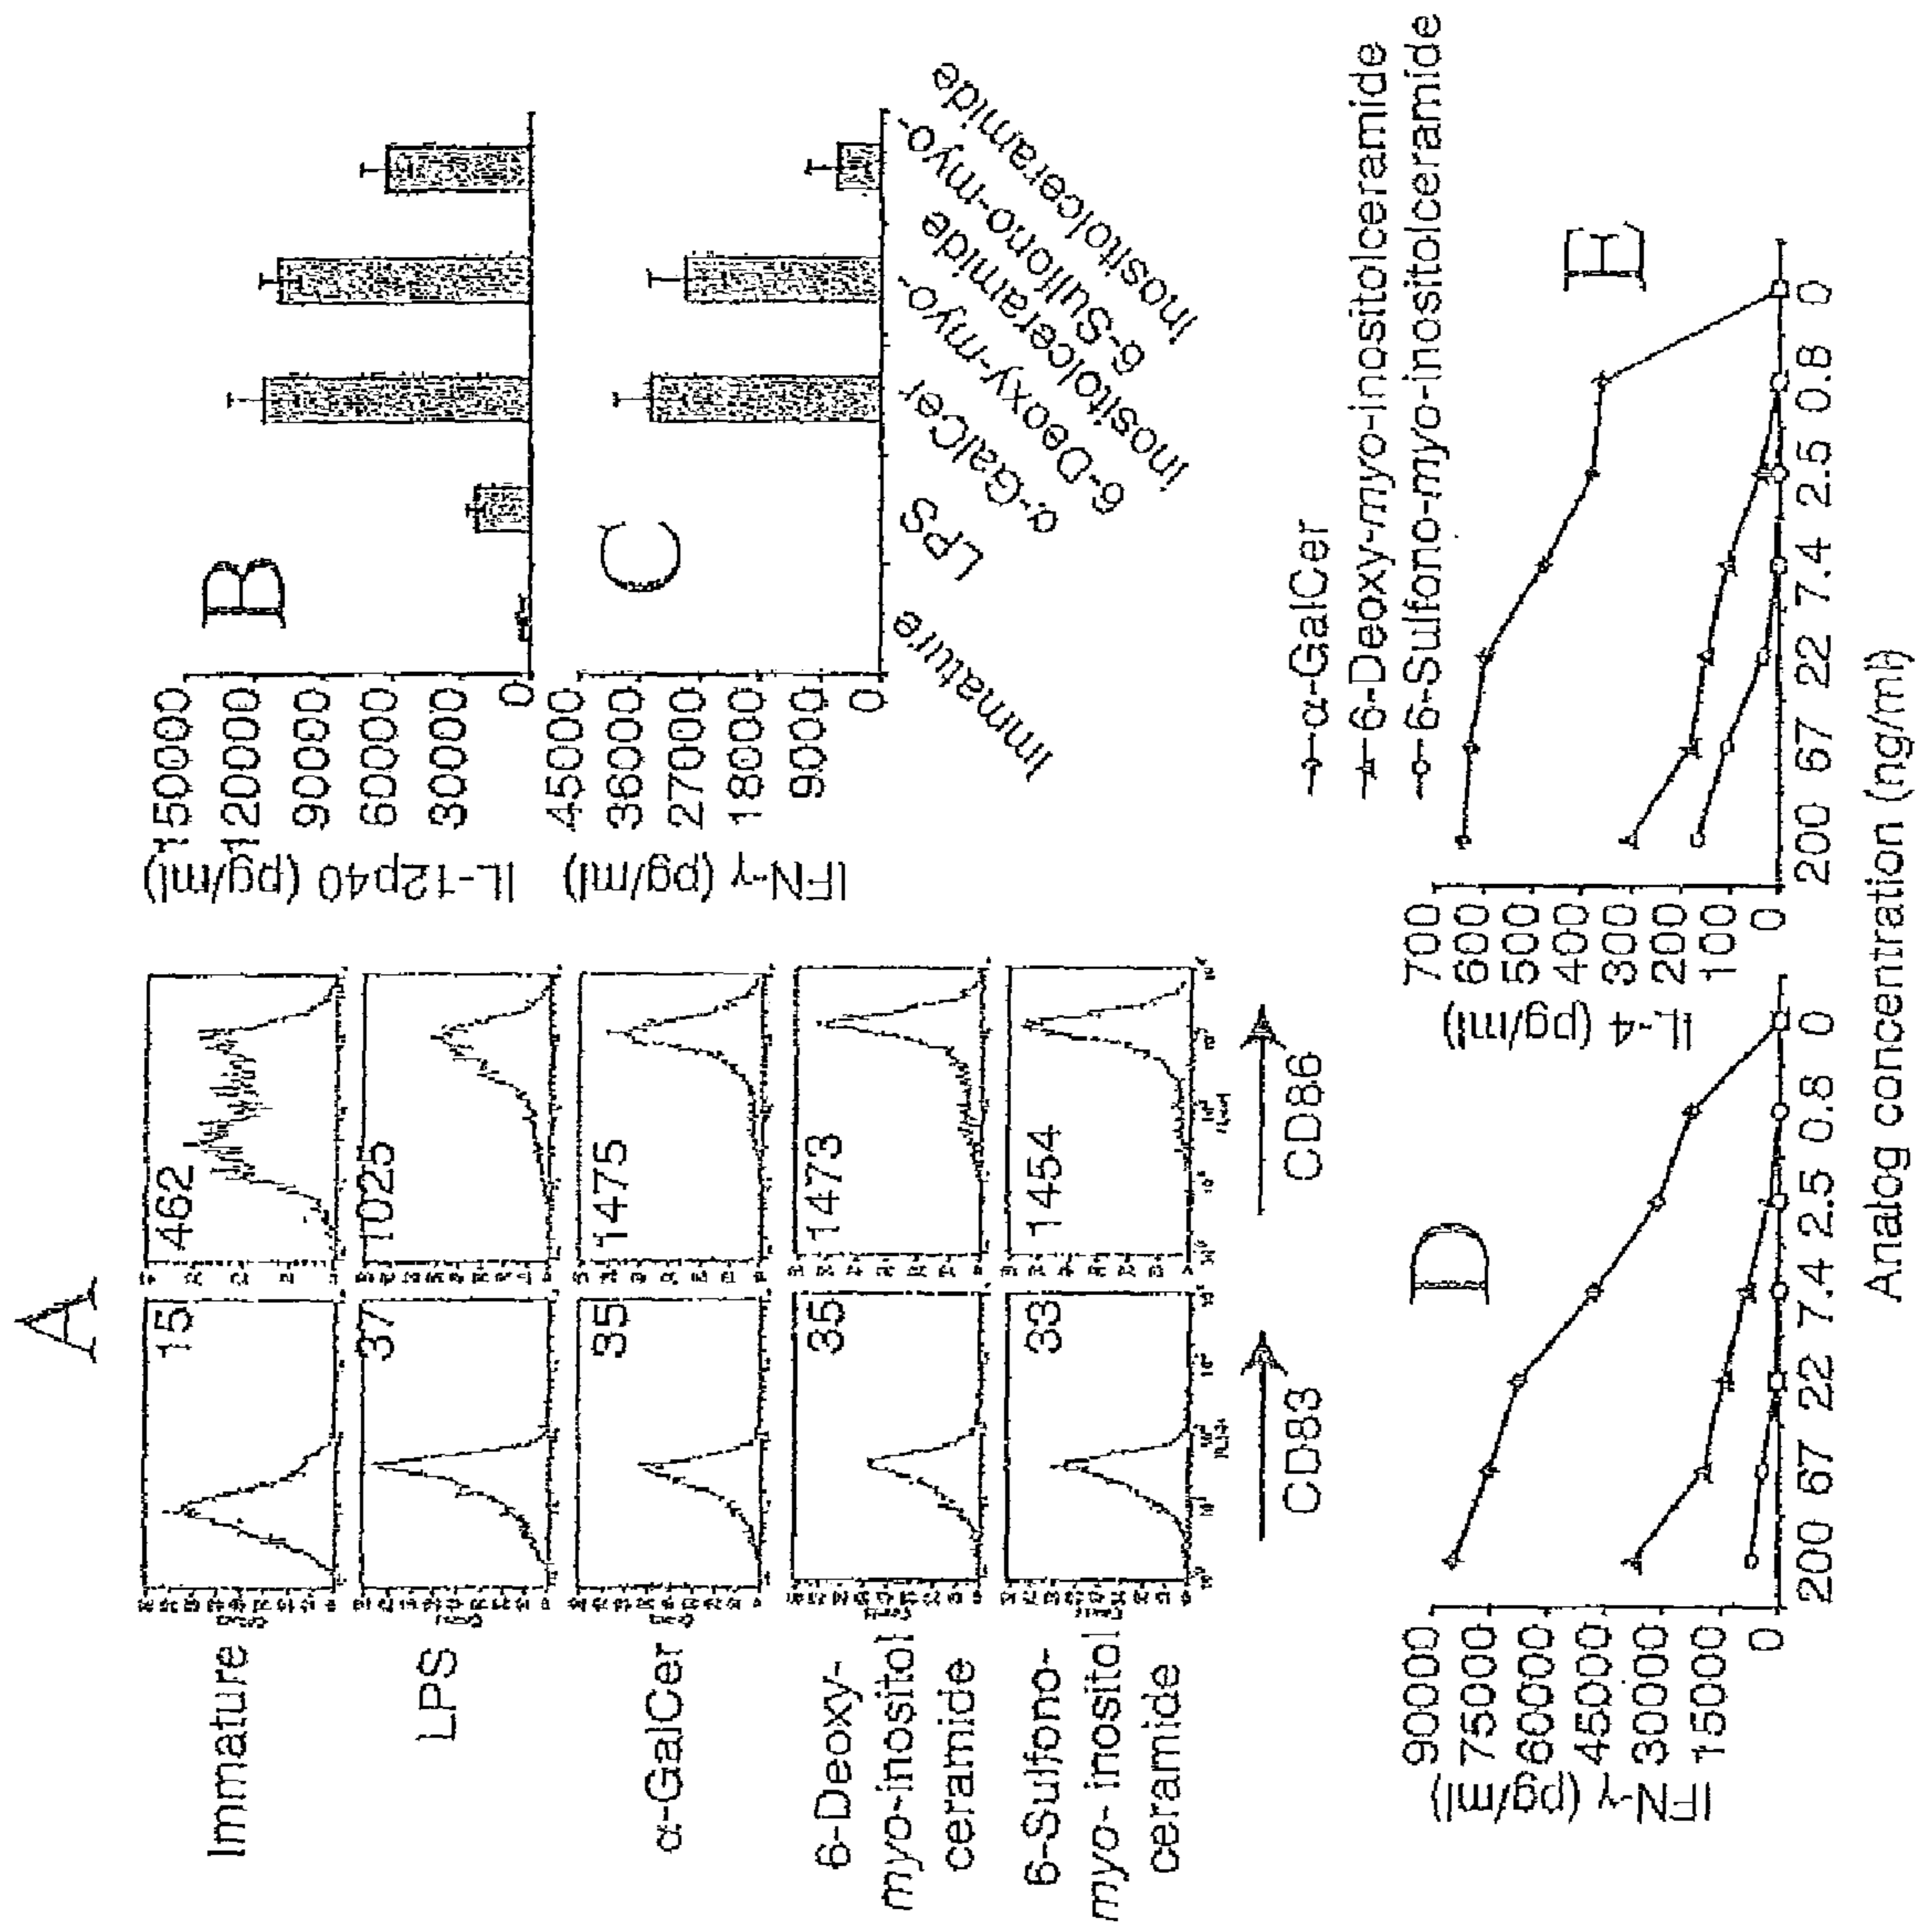 A
Immature
15
462
LPS
37
1025
α-GalCer
35
1475
6-Deoxy-
myo-inositol
ceramide
35
1473
6-Sulfono-
myo- inositol
ceramide
33
1454
CD83
CD86
B
IL-12p40 (pg/ml)
150000
120000
90000
60000
30000
0
C
IFN-γ (pg/ml)
45000
36000
27000
18000
9000
0
Immature
LPS
α-GalCer
6-Deoxy-myo-
inositolceramide
6-Sulfono-myo-
inositolceramide
α-GalCer
6-Deoxy-myo-inositolceramide
6-Sulfono-myo-inositolceramide
D
IFN-γ (pg/ml)
90000
75000
60000
45000
30000
15000
0
200 67 22 7.4 2.5 0.8 0
E
IL-4 (pg/ml)
700
600
500
400
300
200
100
0
200 67 22 7.4 2.5 0.8 0
Analog concentration (ng/ml)